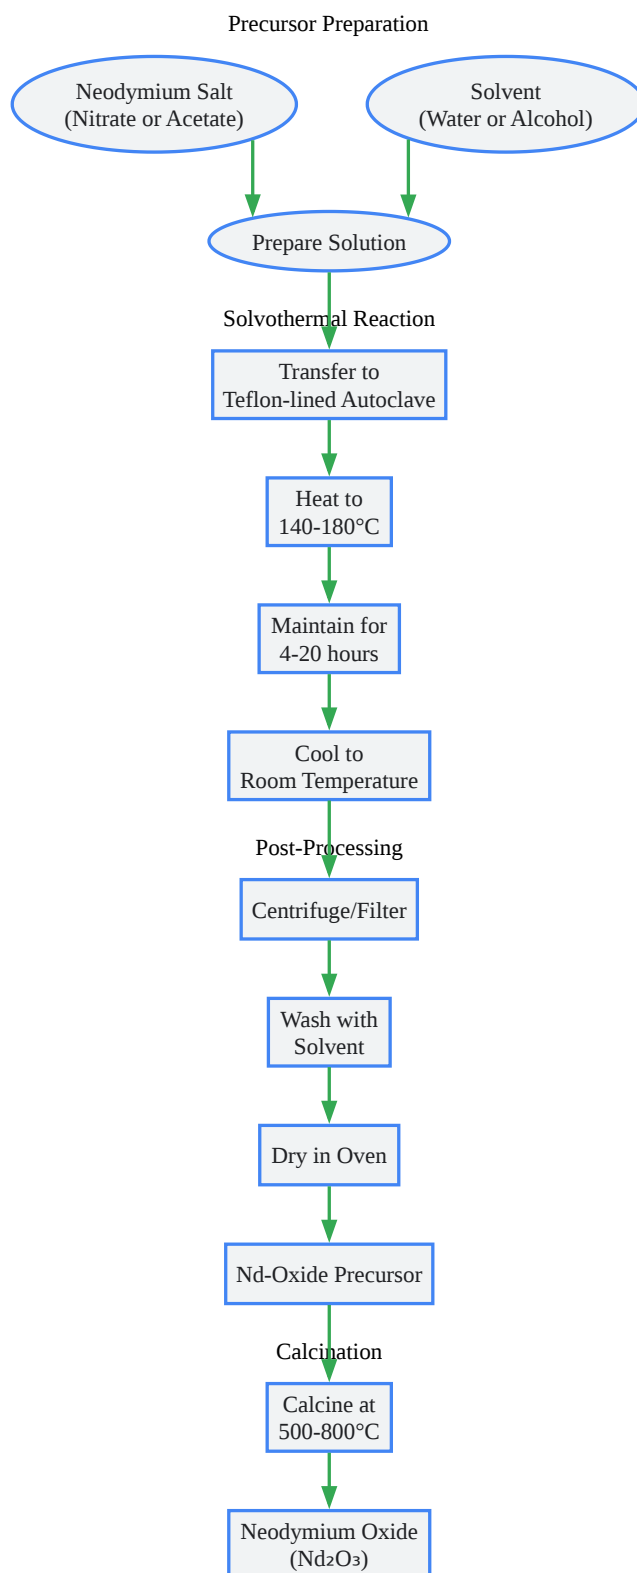 Precursor Preparation
Neodymium Salt
(Nitrate or Acetate)
Solvent
(Water or Alcohol)
Prepare Solution
Solvothermal Reaction
Transfer to
Teflon-lined Autoclave
Heat to
140-180°C
Maintain for
4-20 hours
Cool to
Room Temperature
Post-Processing
Centrifuge/Filter
Wash with
Solvent
Dry in Oven
Nd-Oxide Precursor
Calcination
Calcine at
500-800°C
Neodymium Oxide
(Nd₂O₃)